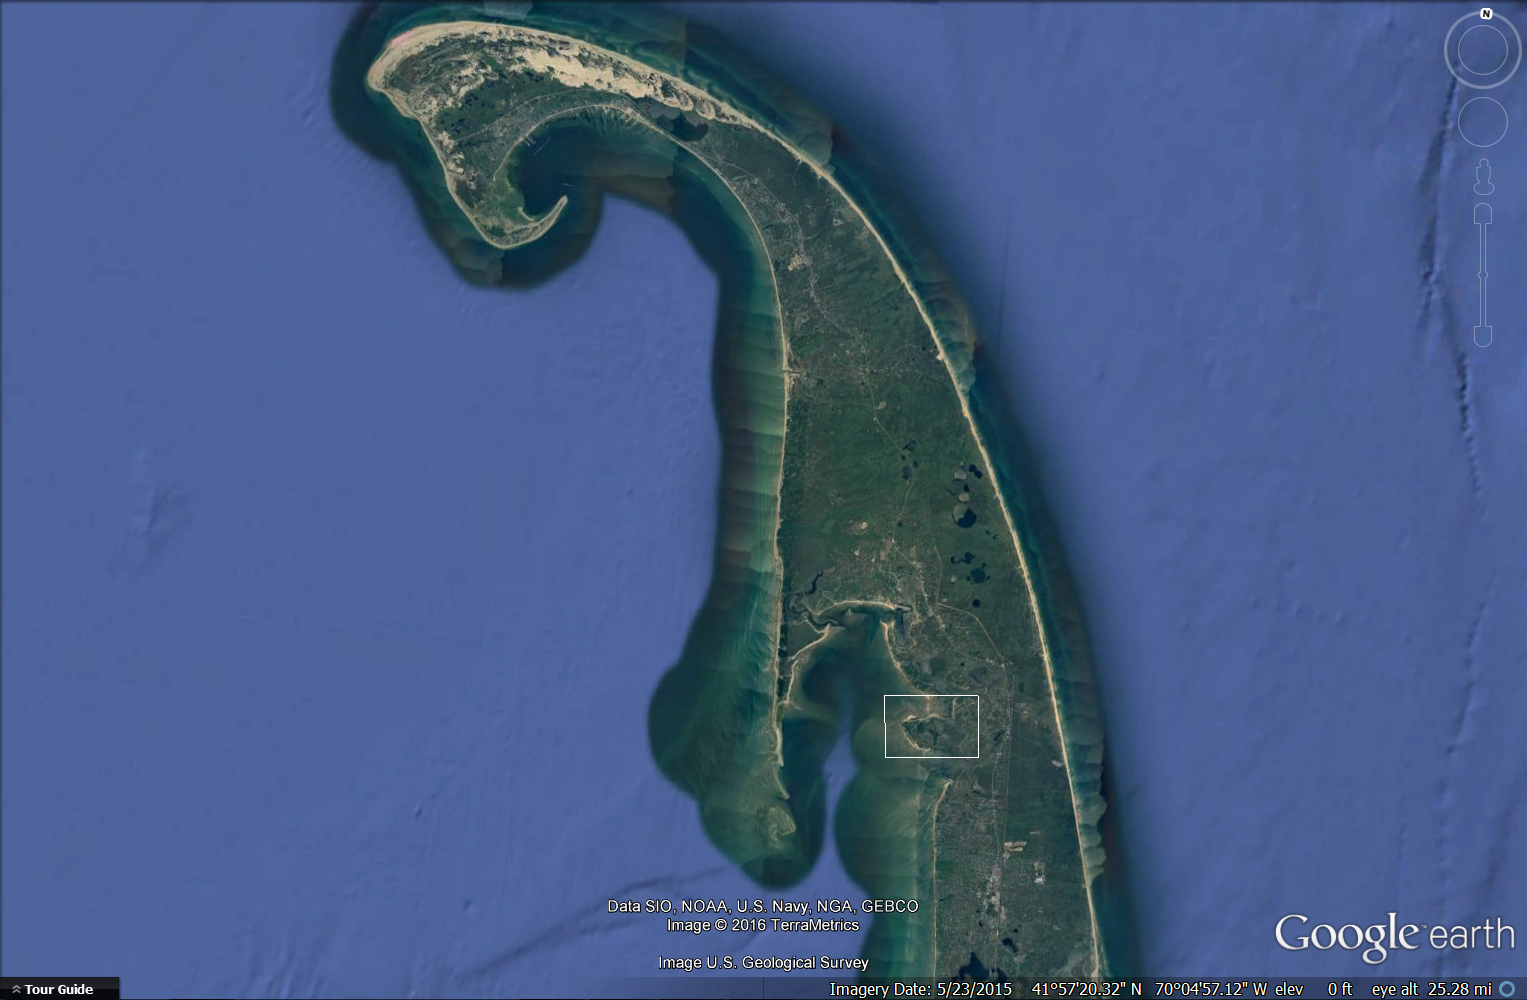 N
Data SIO, NOAA, U.S. Navy, NGA, GEBCO
Image © 2016 TerraMetrics
Image U.S. Geological Survey
Google earth
Tour Guide
Imagery Date: 5/23/2015 41°57'20.32" N 70°04'57.12" W elev 0 ft eye alt 25.28 mi